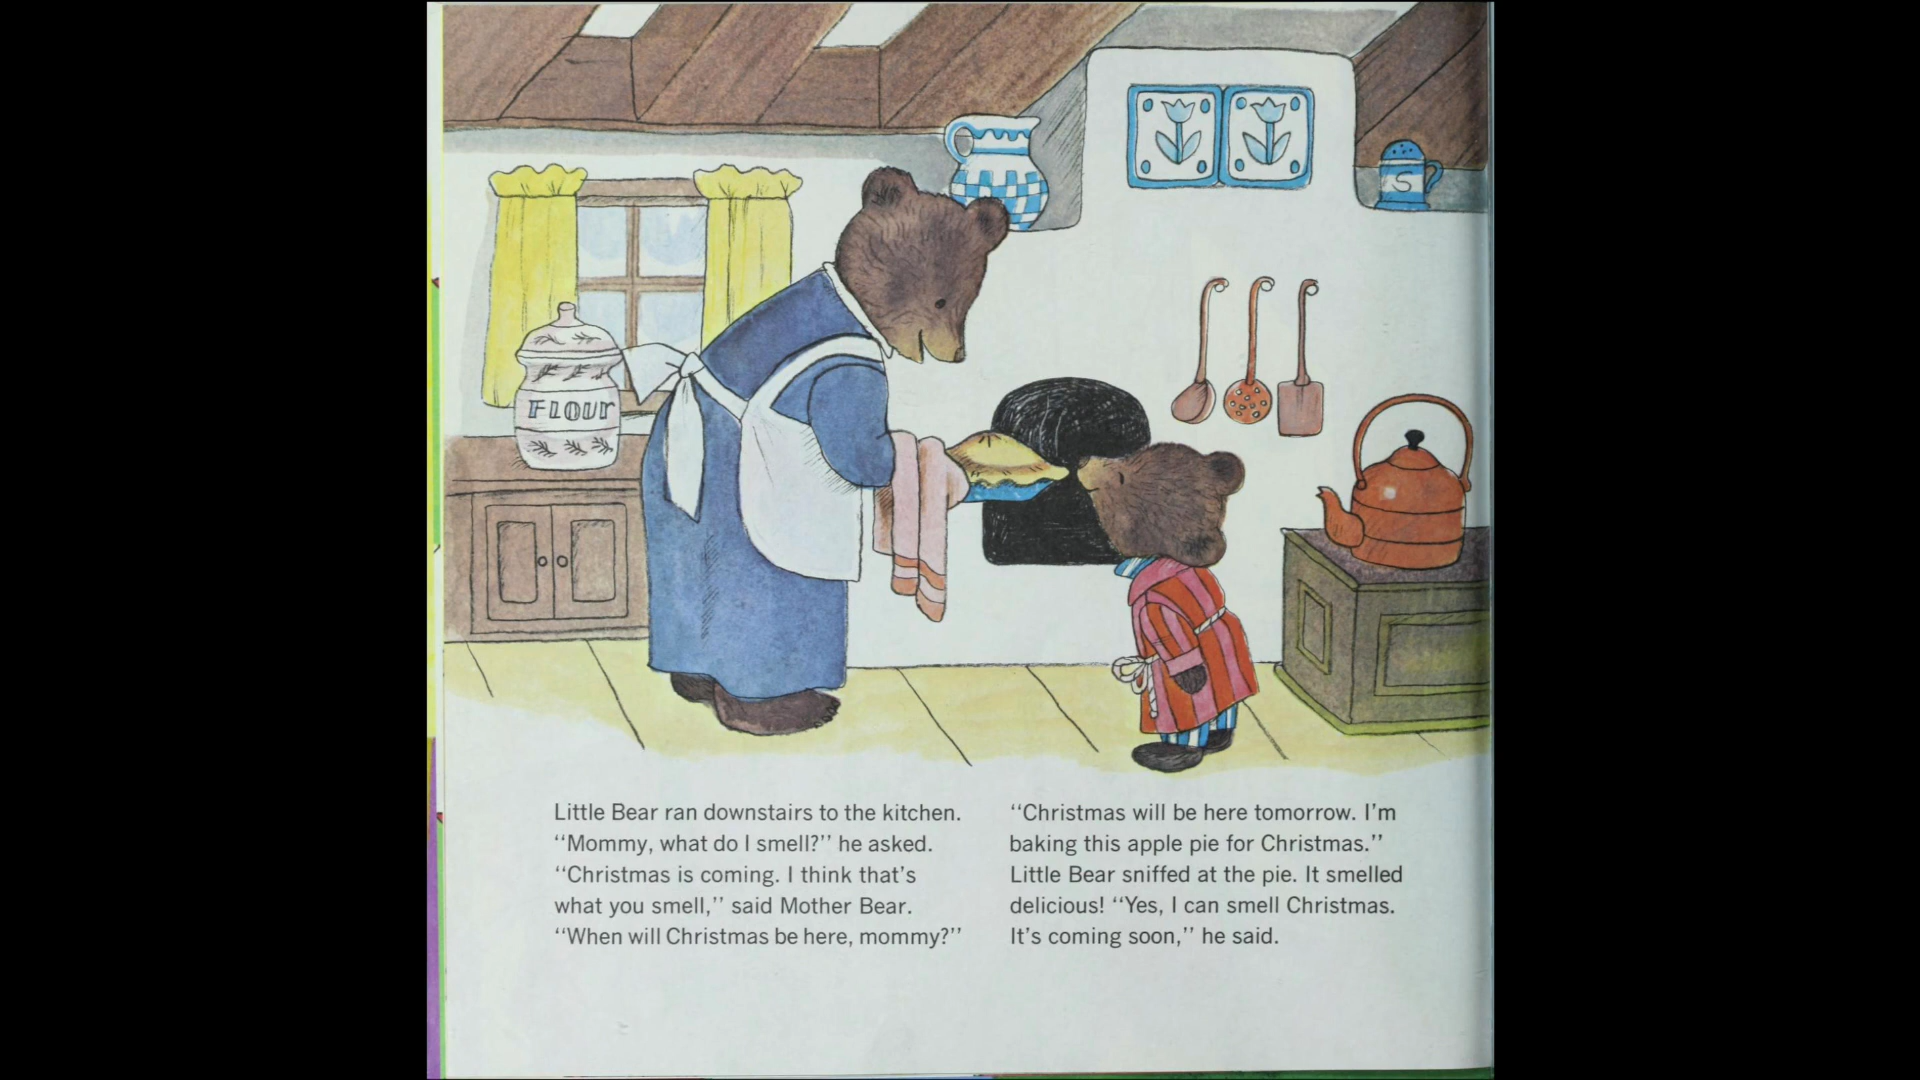 S
FLOUR
Little Bear ran downstairs to the kitchen.
“Mommy, what do I smell?” he asked.
“Christmas is coming. I think that’s
what you smell,” said Mother Bear.
“When will Christmas be here, mommy?”
“Christmas will be here tomorrow. I’m
baking this apple pie for Christmas.”
Little Bear sniffed at the pie. It smelled
delicious! “Yes, I can smell Christmas.
It’s coming soon,” he said.